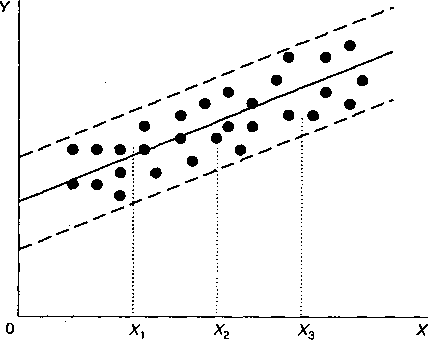 Y
0 X₁ X₂ X₃ X